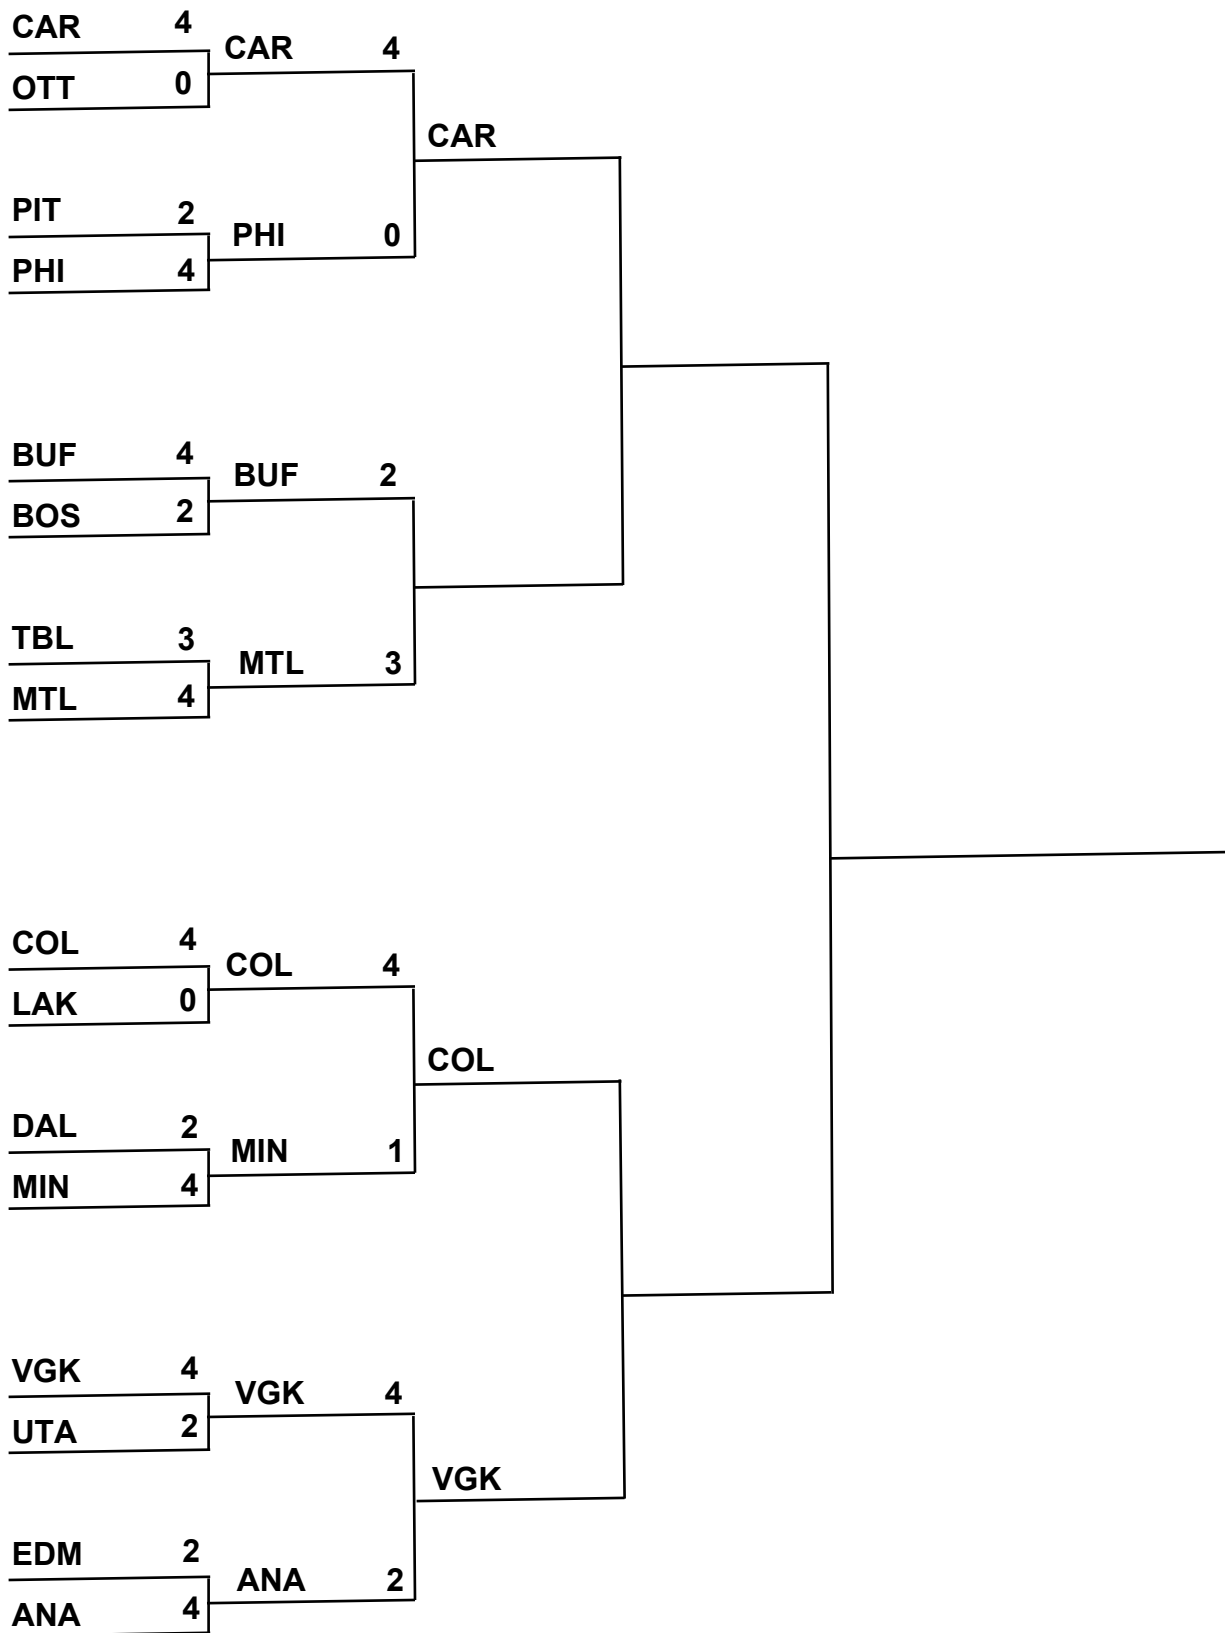 CAR 4
OTT 0
CAR 4
PIT 2
PHI 4
PHI 0
CAR
BUF 4
BOS 2
BUF 2
TBL 3
MTL 4
MTL 3
COL 4
LAK 0
COL 4
DAL 2
MIN 4
MIN 1
COL
VGK 4
UTA 2
VGK 4
EDM 2
ANA 4
ANA 2
VGK